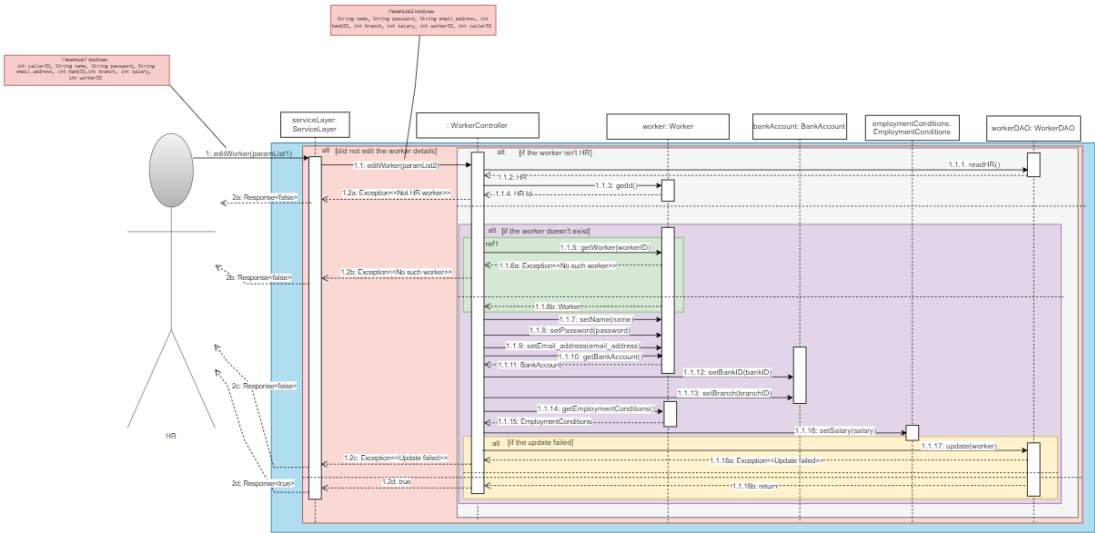 ParamList2 includes:
String name, String password, String email_address, int
bankID, int branch, int salary, int workerID, int callerID
ParamList1 includes:
int callerID, String name, String password, String
email_address, int bankID,int branch, int salary,
int workerID
serviceLayer:
ServiceLayer
: WorkerController
worker: Worker
bankAccount: BankAccount
employmentConditions:
EmploymentConditions
workerDAO: WorkerDAO
alt [did not edit the worker details]
alt [if the worker isn't HR]
1: editWorker(paramList1)
1.1: editWorker(paramList2)
1.1.1: readHR()
1.1.2: HR
1.1.3: getId()
1.1.4: HR Id
1.2a: Exception<<Not HR worker>>
2a: Response<false>
alt [if the worker doesn't exist]
ref1
1.1.5: getWorker(workerID)
1.1.6a: Exception<<No such worker>>
1.2b: Exception<<No such worker>>
2b: Response<false>
1.1.6b: Worker
1.1.7: setName(name)
1.1.8: setPassword(password)
1.1.9: setEmail_address(email_address)
1.1.10: getBankAccount()
1.1.11: BankAccount
1.1.12: setBankID(bankID)
1.1.13: setBranch(branchID)
1.1.14: getEmploymentConditions()
1.1.15: EmploymentConditions
1.1.16: setSalary(salary)
alt [if the update failed]
1.1.17: update(worker)
1.1.18a: Exception<<Update failed>>
1.2c: Exception<<Update failed>>
2c: Response<false>
1.1.18b: return
1.2d: true
2d: Response<true>
HR